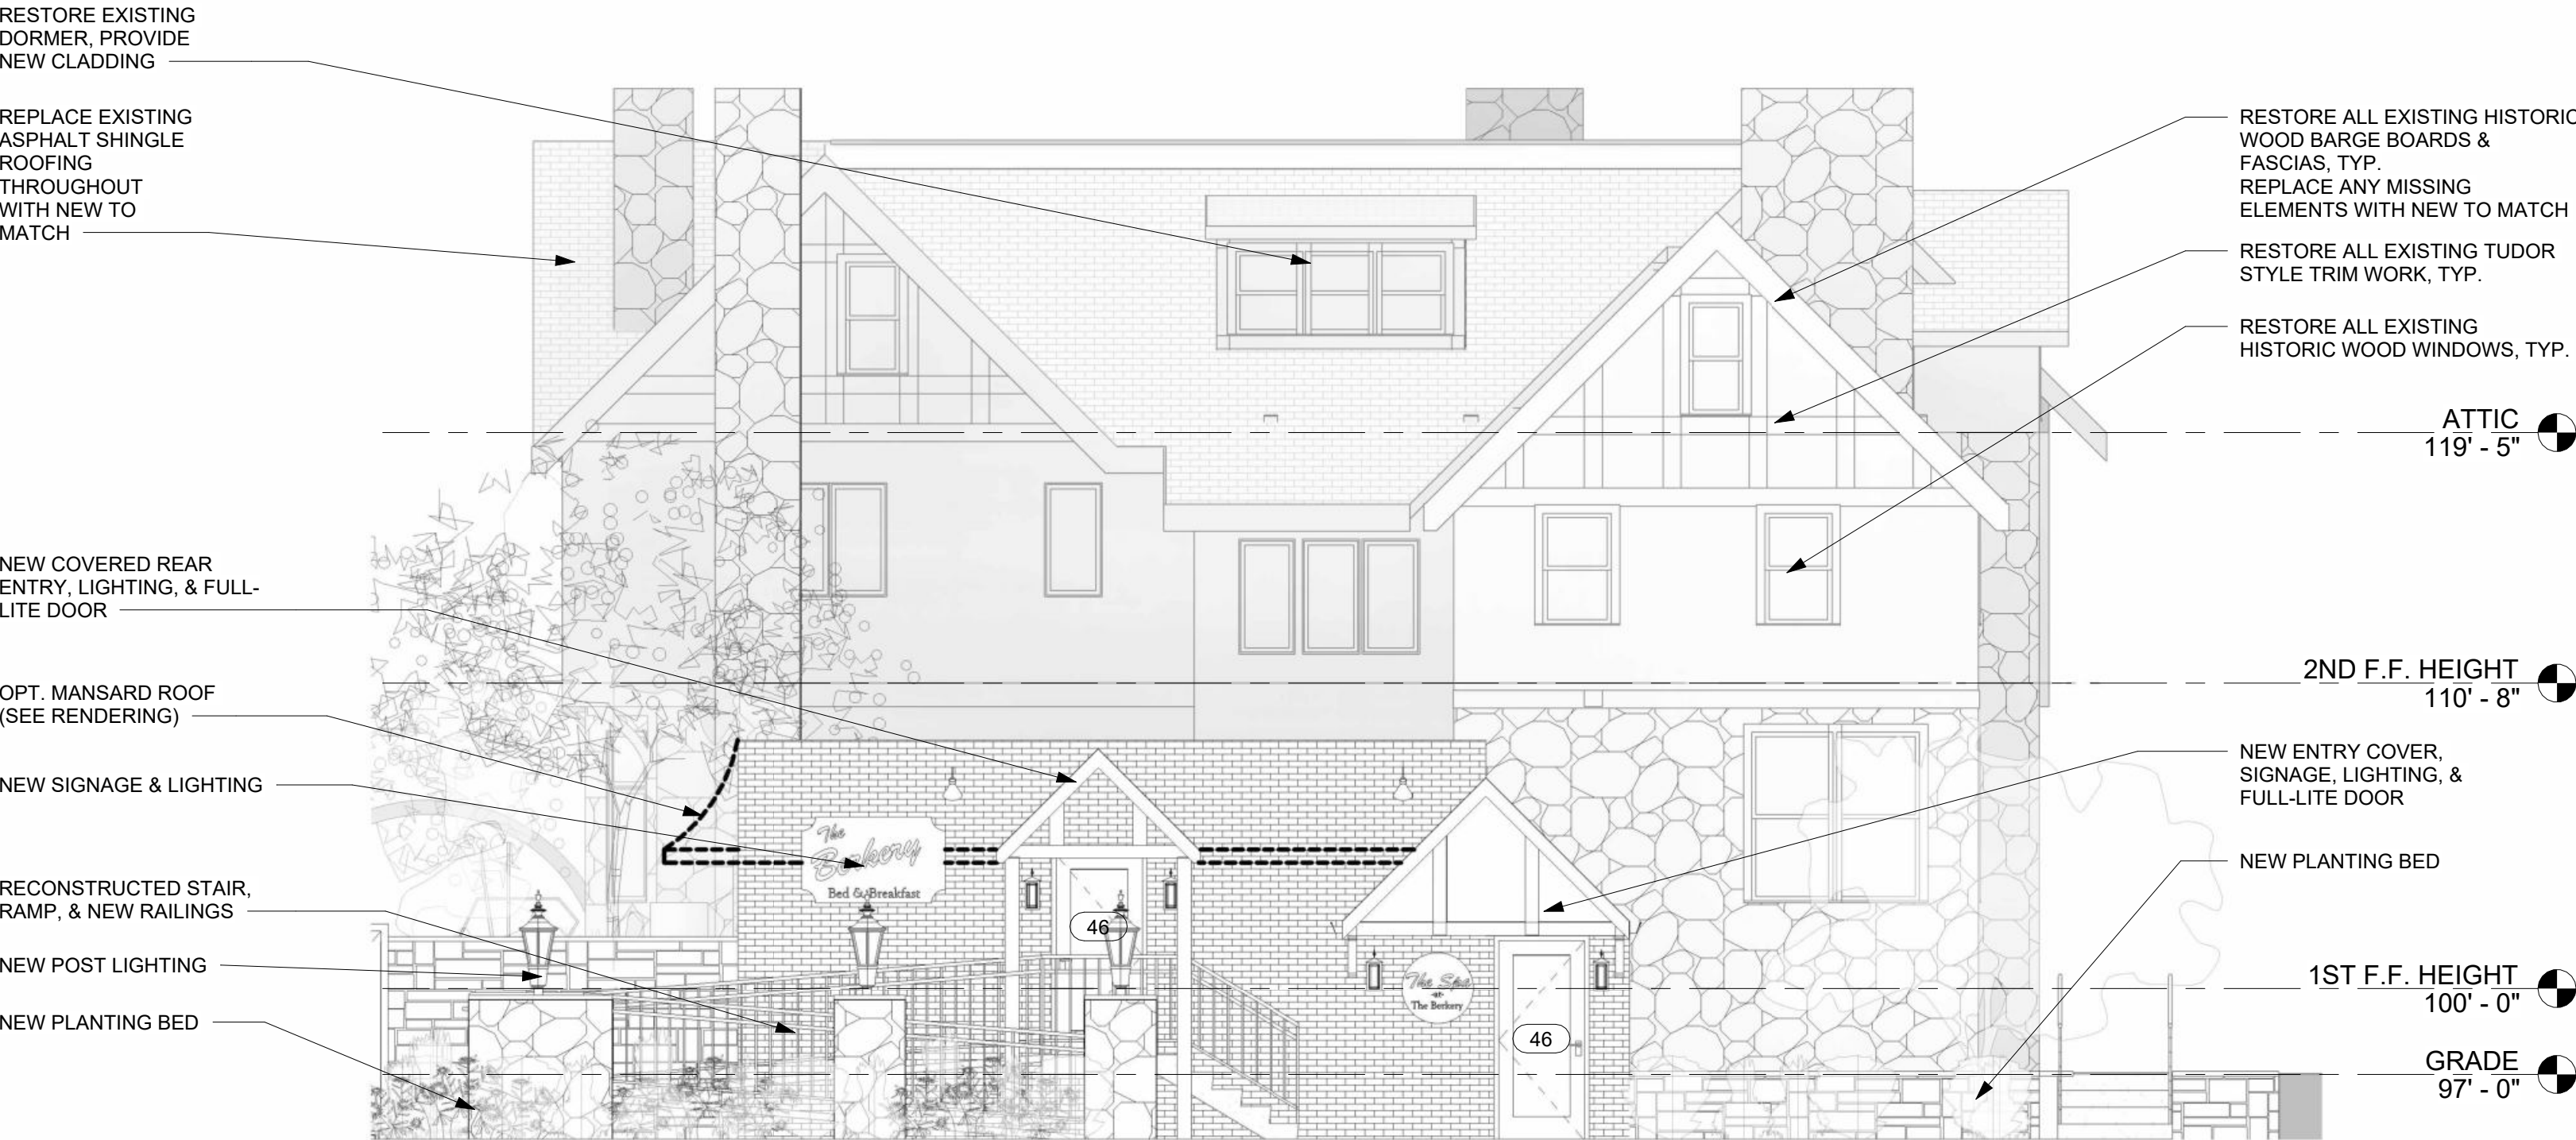 RESTORE EXISTING
DORMER, PROVIDE
NEW CLADDING
REPLACE EXISTING
ASPHALT SHINGLE
ROOFING
THROUGHOUT
WITH NEW TO
MATCH
NEW COVERED REAR
ENTRY, LIGHTING, & FULL-
LITE DOOR
OPT. MANSARD ROOF
(SEE RENDERING)
NEW SIGNAGE & LIGHTING
RECONSTRUCTED STAIR,
RAMP, & NEW RAILINGS
NEW POST LIGHTING
NEW PLANTING BED
The
Berkery
Bed & Breakfast
46
The Spa
-at-
The Berkery
46
RESTORE ALL EXISTING HISTORIC
WOOD BARGE BOARDS &
FASCIAS, TYP.
REPLACE ANY MISSING
ELEMENTS WITH NEW TO MATCH
RESTORE ALL EXISTING TUDOR
STYLE TRIM WORK, TYP.
RESTORE ALL EXISTING
HISTORIC WOOD WINDOWS, TYP.
ATTIC
119' - 5"
2ND F.F. HEIGHT
110' - 8"
NEW ENTRY COVER,
SIGNAGE, LIGHTING, &
FULL-LITE DOOR
NEW PLANTING BED
1ST F.F. HEIGHT
100' - 0"
GRADE
97' - 0"